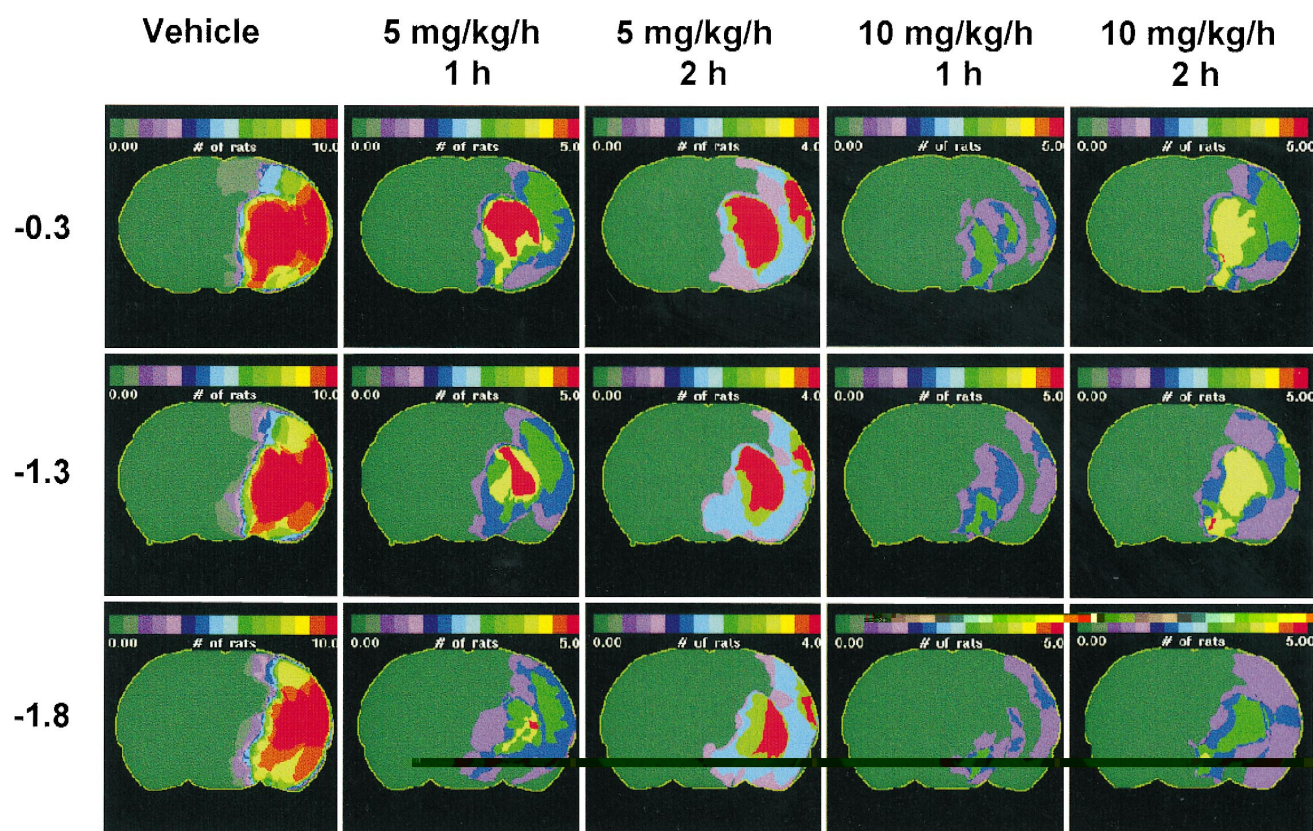 Vehicle 5 mg/kg/h 5 mg/kg/h 10 mg/kg/h 10 mg/kg/h
1 h 2 h 1 h 2 h
0.00 # of rats 10.0 0.00 # of rats 5.0 0.00 # of rats 4.0 0.00 # of rats 5.0 0.00 # of rats 5.00
-0.3
0.00 # of rats 10.0 0.00 # of rats 5.0 0.00 # of rats 4.0 0.00 # of rats 5.0 0.00 # of rats 5.00
-1.3
0.00 # of rats 10.0 0.00 # of rats 5.0 0.00 # of rats 4.0 0.00 # of rats 5.0 0.00 # of rats 5.00
-1.8